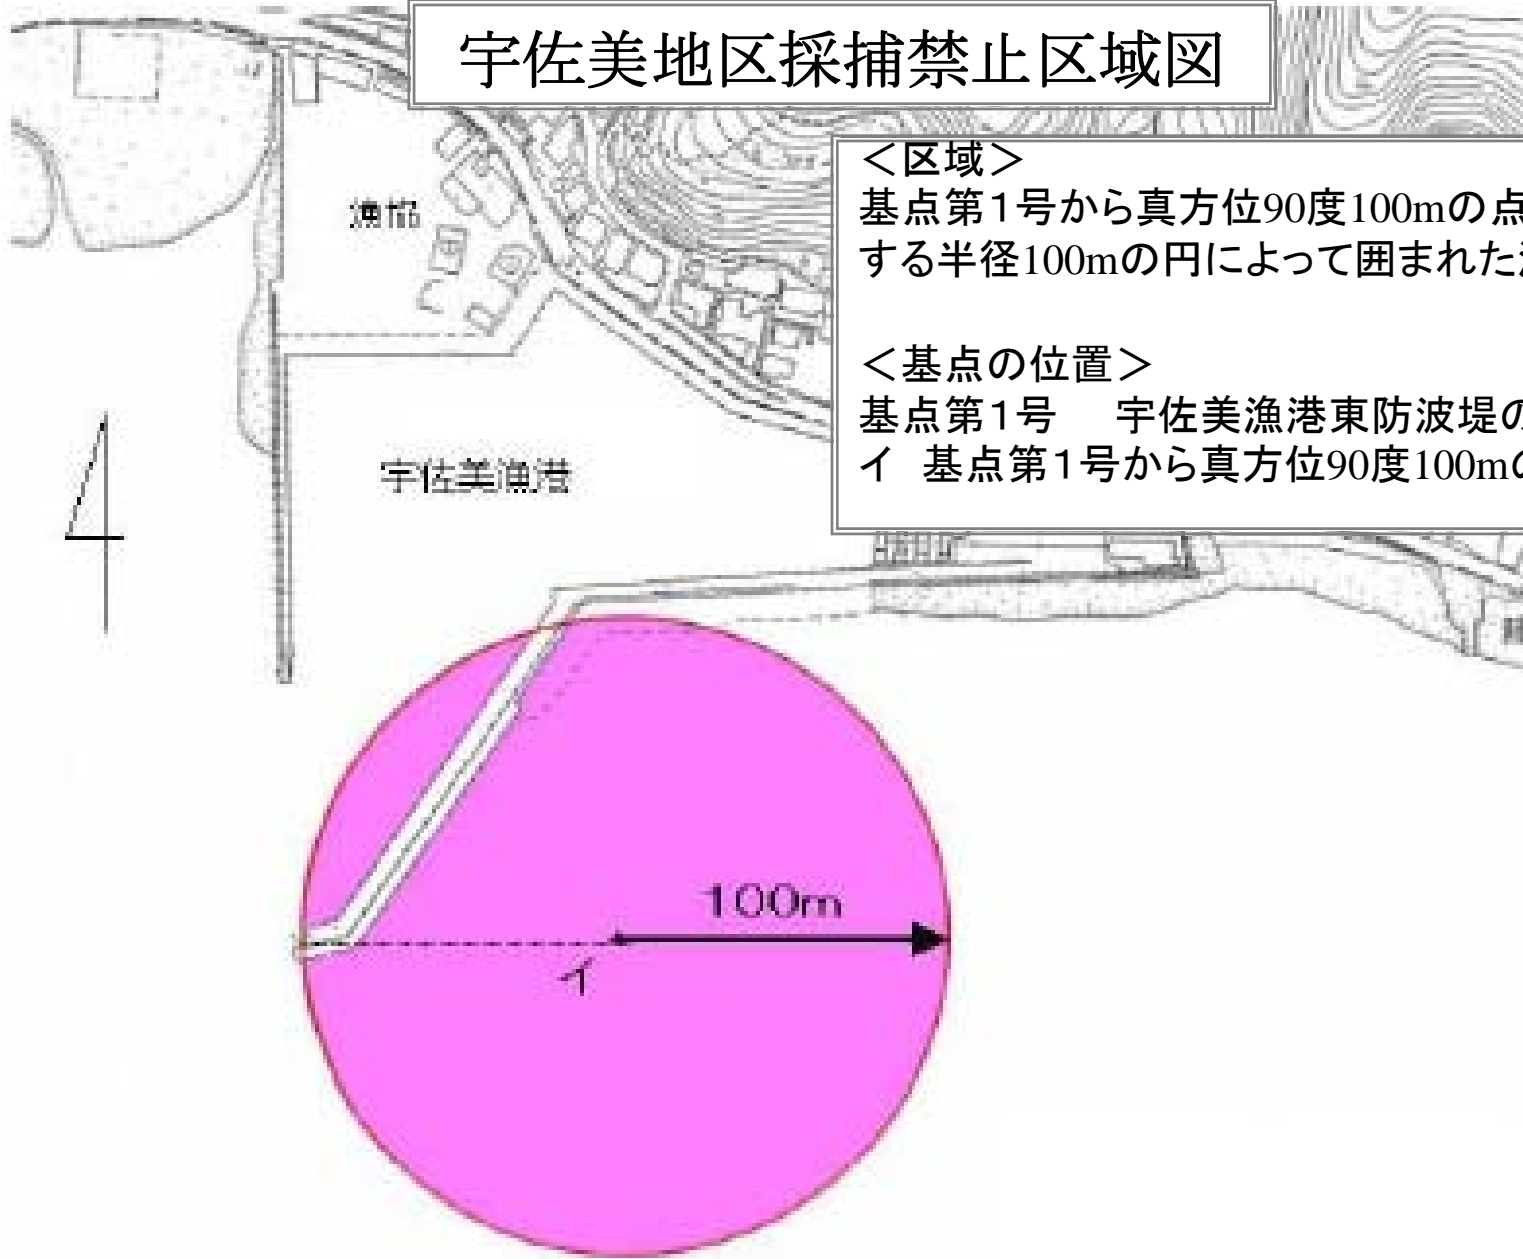 宇佐美地区採捕禁止区域図
＜区域＞
基点第１号から真方位90度100mの点
する半径100mの円によって囲まれた
＜基点の位置＞
基点第１号　宇佐美漁港東防波堤の
イ 基点第１号から真方位90度100mの
漁協
宇佐美漁港
100m
イ